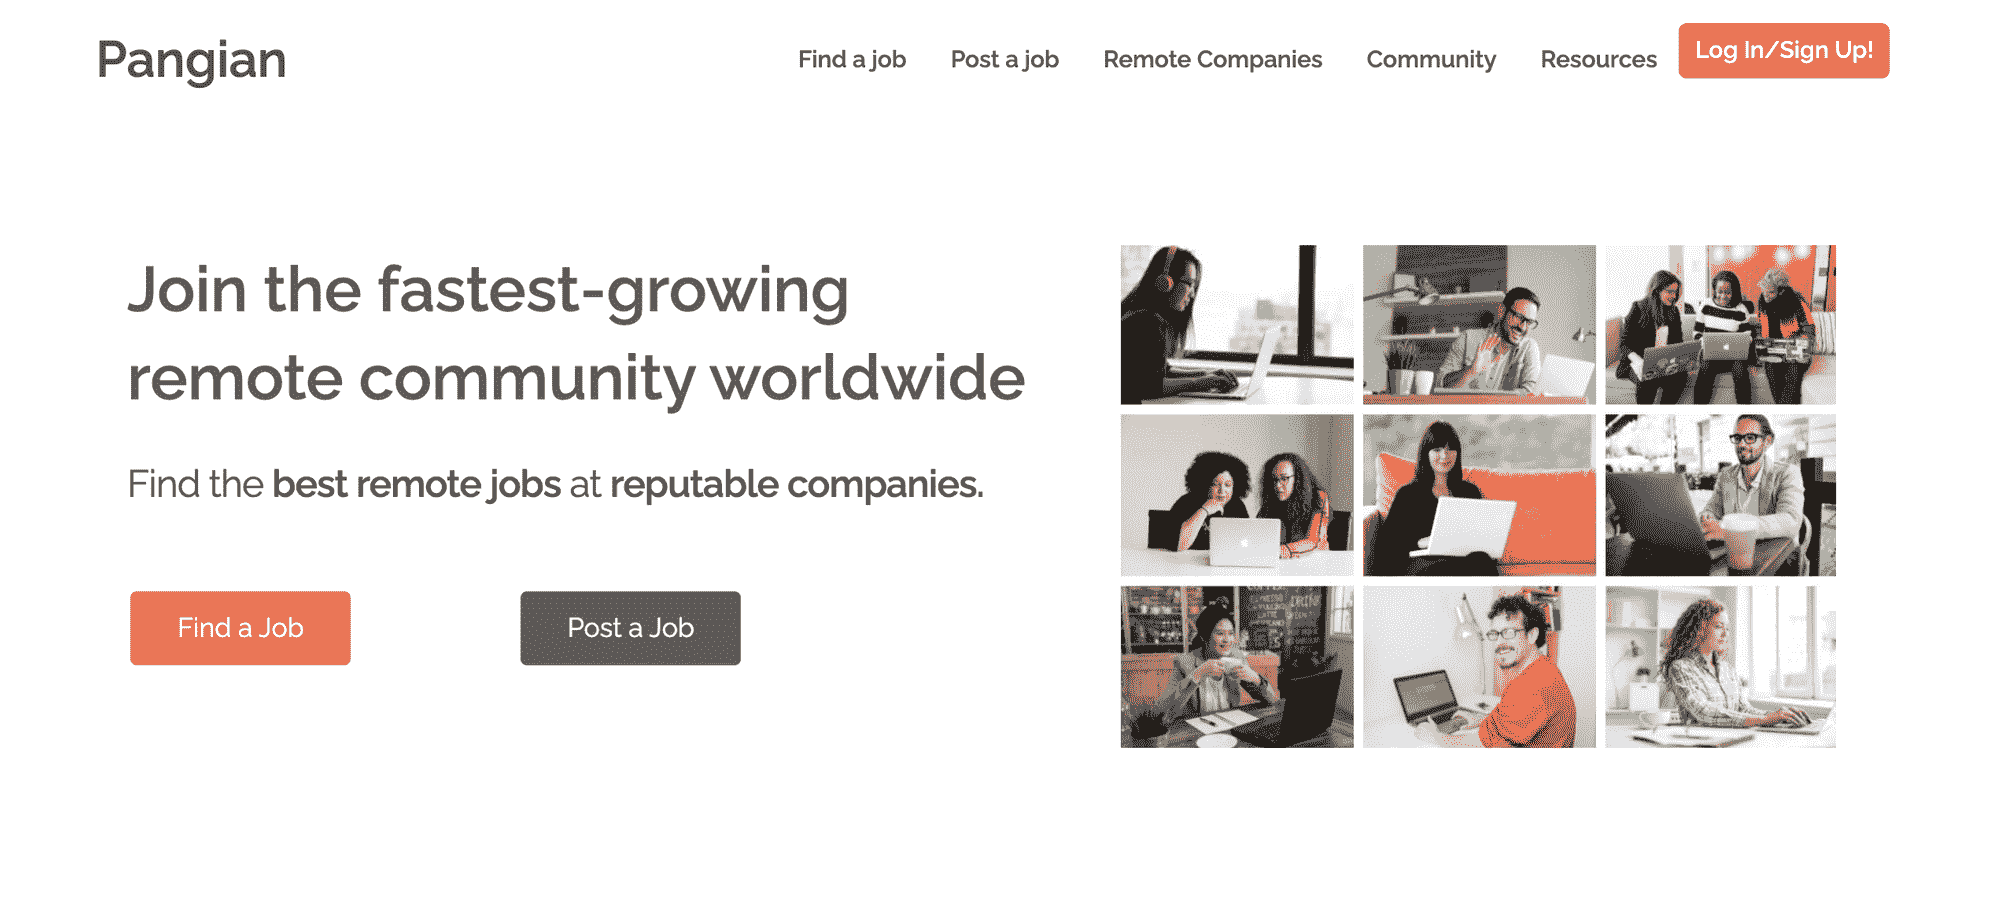 Pangian
Find a job
Post a job
Remote Companies
Community
Resources
Log In/Sign Up!
Join the fastest-growing
remote community worldwide
Find the best remote jobs at reputable companies.
Find a Job
Post a Job